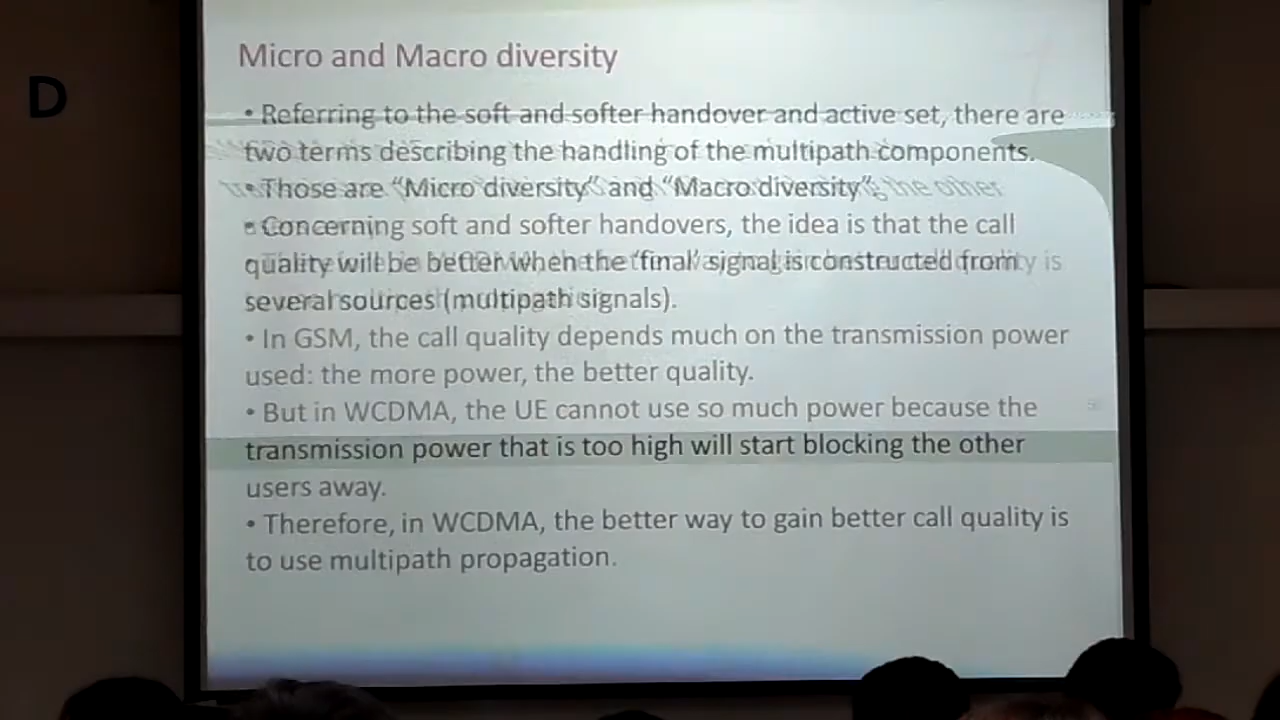 D
Micro and Macro diversity
• Referring to the soft and softer handover and active set, there are
two terms describing the handling of the multipath components.
• Those are “Micro diversity” and “Macro diversity”
• Concerning soft and softer handovers, the idea is that the call
quality will be better when the ‘final’ signal is constructed from
several sources (multipath signals).
• In GSM, the call quality depends much on the transmission power
used: the more power, the better quality.
• But in WCDMA, the UE cannot use so much power because the
transmission power that is too high will start blocking the other
users away.
• Therefore, in WCDMA, the better way to gain better call quality is
to use multipath propagation.